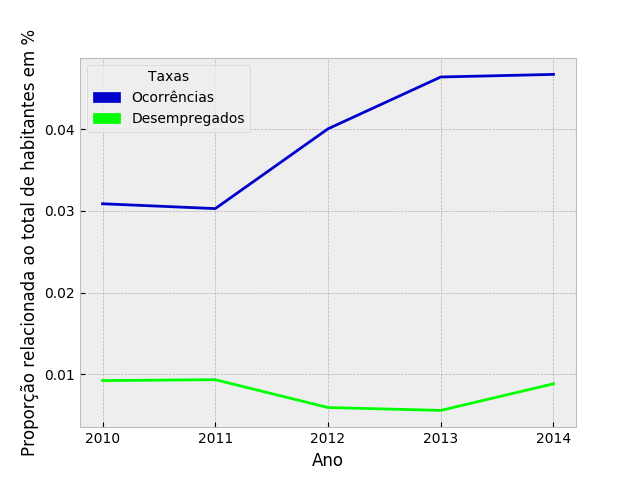 Proporção relacionada ao total de habitantes em %
Taxas
Ocorrências
Desempregados
0.04
0.03
0.02
0.01
2010 2011 2012 2013 2014
Ano